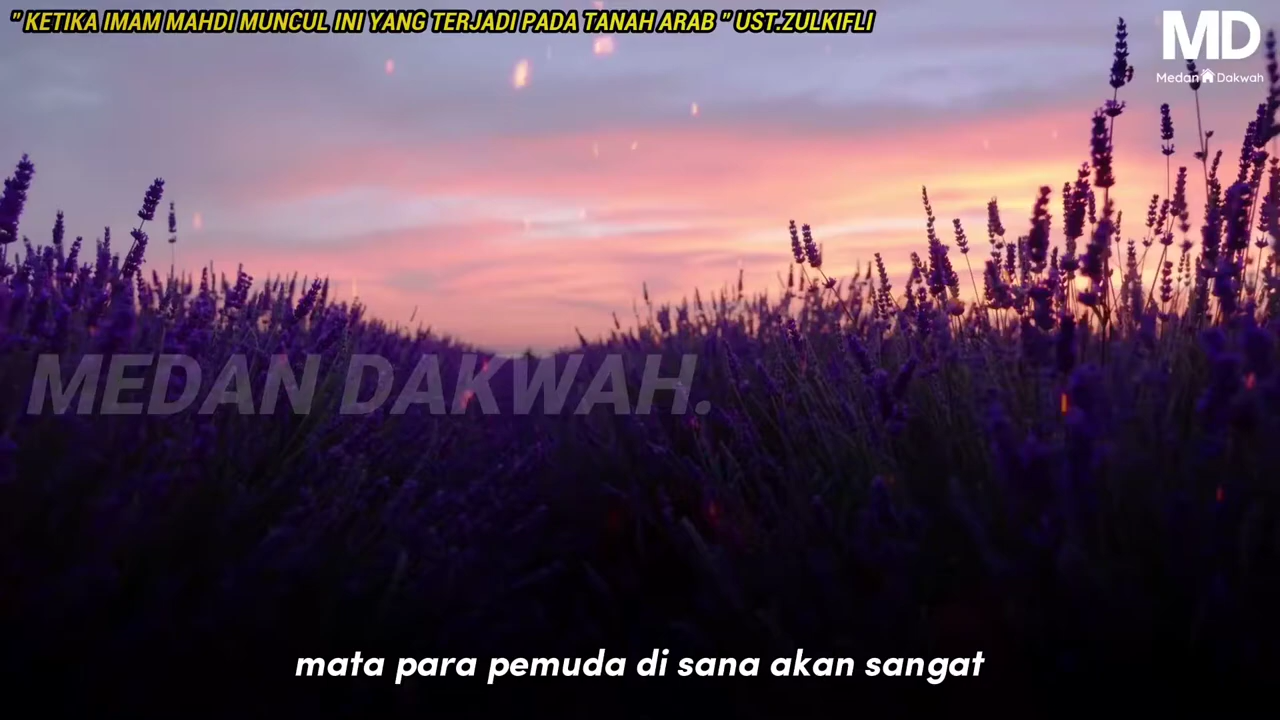 " KETIKA IMAM MAHDI MUNCUL INI YANG TERJADI PADA TANAH ARAB " UST.ZULKIFLI
MD
Medan Dakwah
MEDAN DAKWAH.
mata para pemuda di sana akan sangat